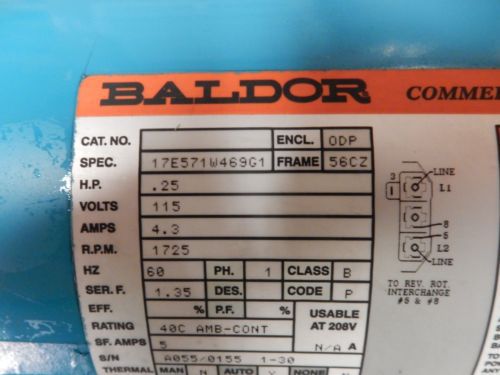 BALDOR COMMER
CAT. NO. ENCL. ODP
SPEC. 17E571W469G1 FRAME 56CZ
H.P. .25
VOLTS 115
AMPS 4.3
R.P.M. 1725
HZ 60 PH. 1 CLASS B
SER. F. 1.35 DES. CODE P
EFF. % P.F. % USABLE
AT 208V
RATING 40C AMB-CONT
SF. AMPS 5 N/A A
S/N A055/0155 1-30
THERMAL MAN N AUTO Y NONE
3 LINE
1 L1
8
5
L2
LINE
TO REV. ROT.
INTERCHANGE
#5 & #8